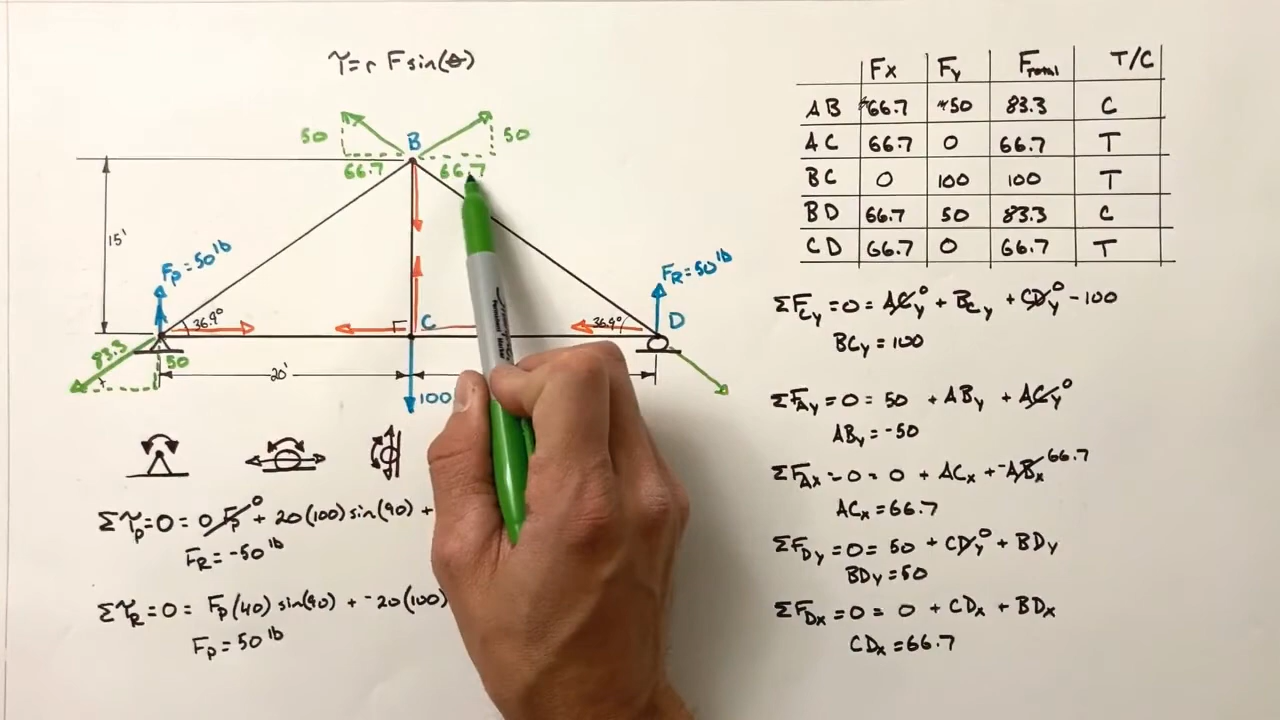 τ=r F sin(θ)
50
B
50
66.7
66.7
15'
Fp=50 lb
FR=50 lb
36.9°
F
C
36.9°
D
83.3
50
20'
100
Στp=0= 0 Fp 0 + 20(100) sin(90) +
FR=-50 lb
ΣτR=0= Fp(40) sin(90) + -20(100)
Fp=50 lb
Fx Fy FTotal T/C
AB 66.7 50 83.3 C
AC 66.7 0 66.7 T
BC 0 100 100 T
BD 66.7 50 83.3 C
CD 66.7 0 66.7 T
ΣFCy=0= ACy 0 + BCy + CDy 0 - 100
BCy=100
ΣFAy=0= 50 + ABy + ACy 0
ABy=-50
ΣFAx=0= 0 + ACx + -ABx 66.7
ACx=66.7
ΣFDy=0= 50 + CDy 0 + BDy
BDy=50
ΣFDx=0= 0 + CDx + BDx
CDx=66.7